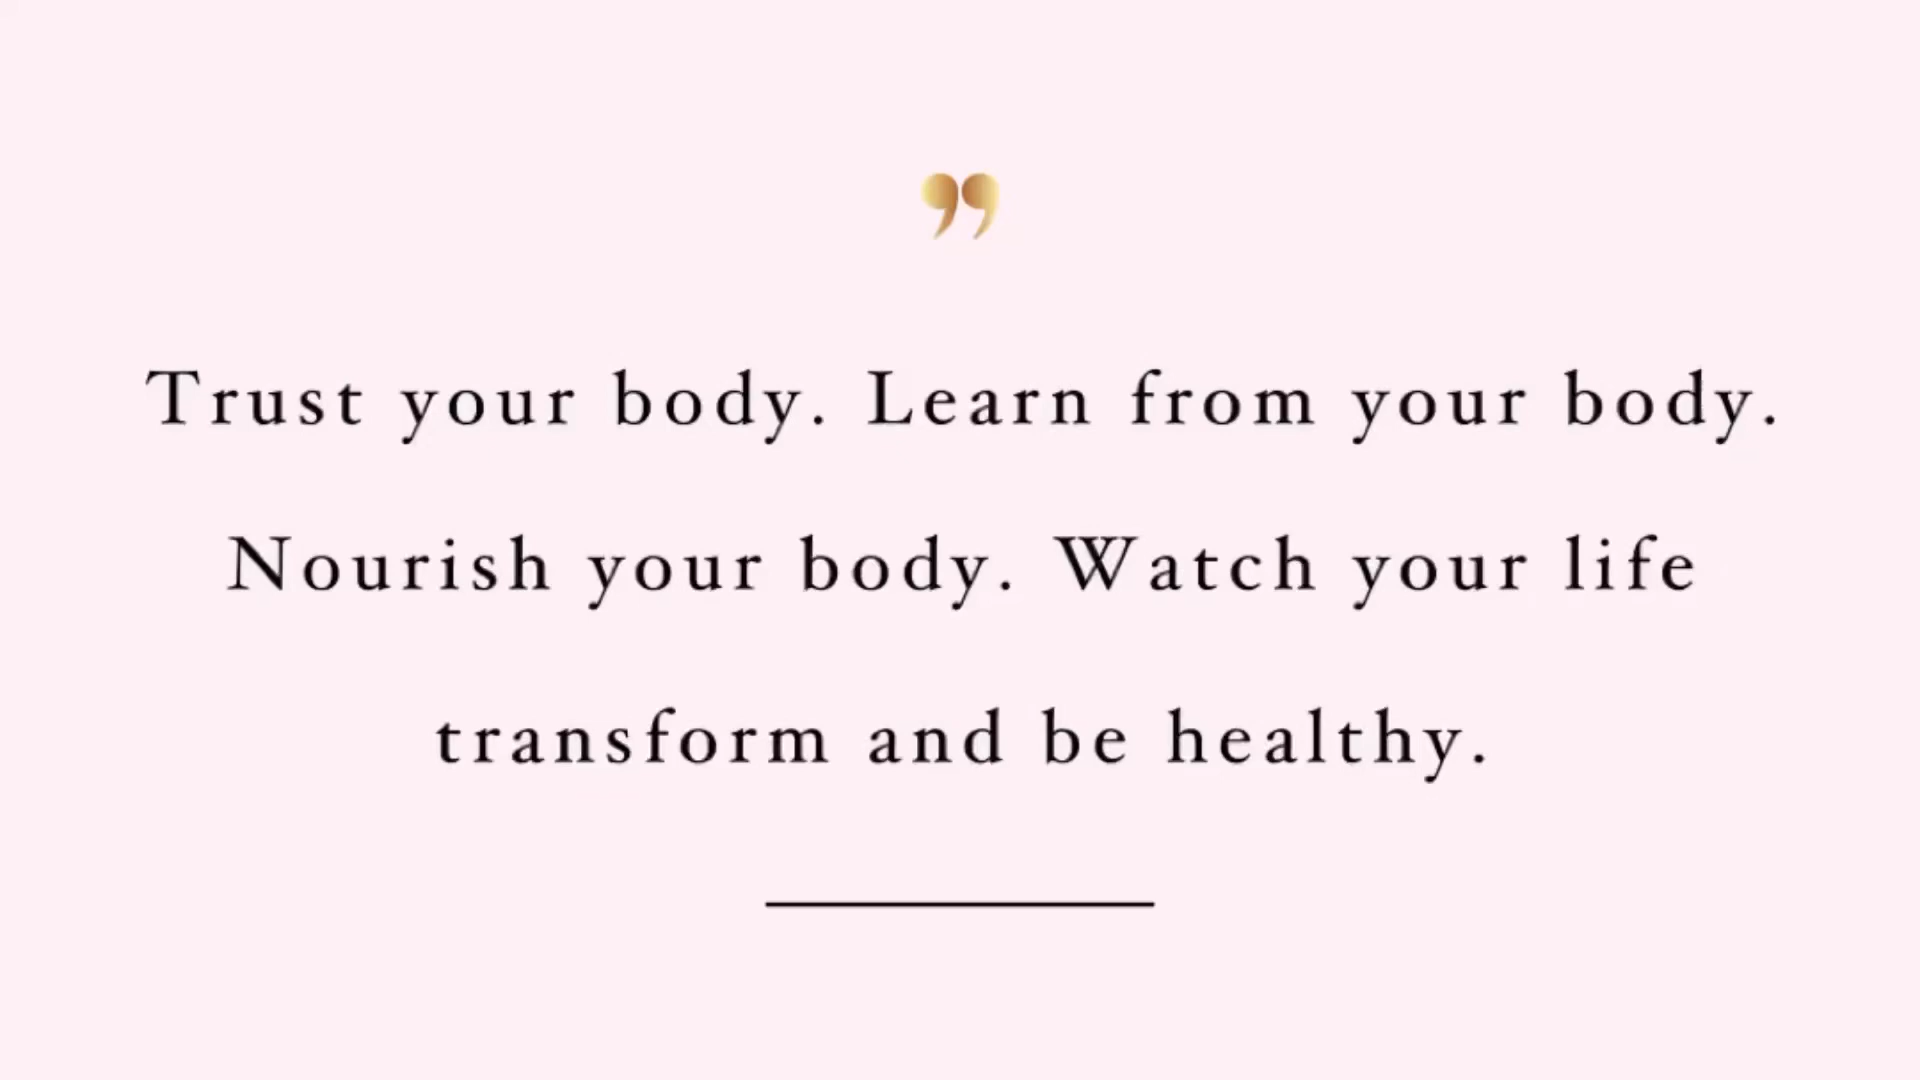 ”
Trust your body. Learn from your body.
Nourish your body. Watch your life
transform and be healthy.